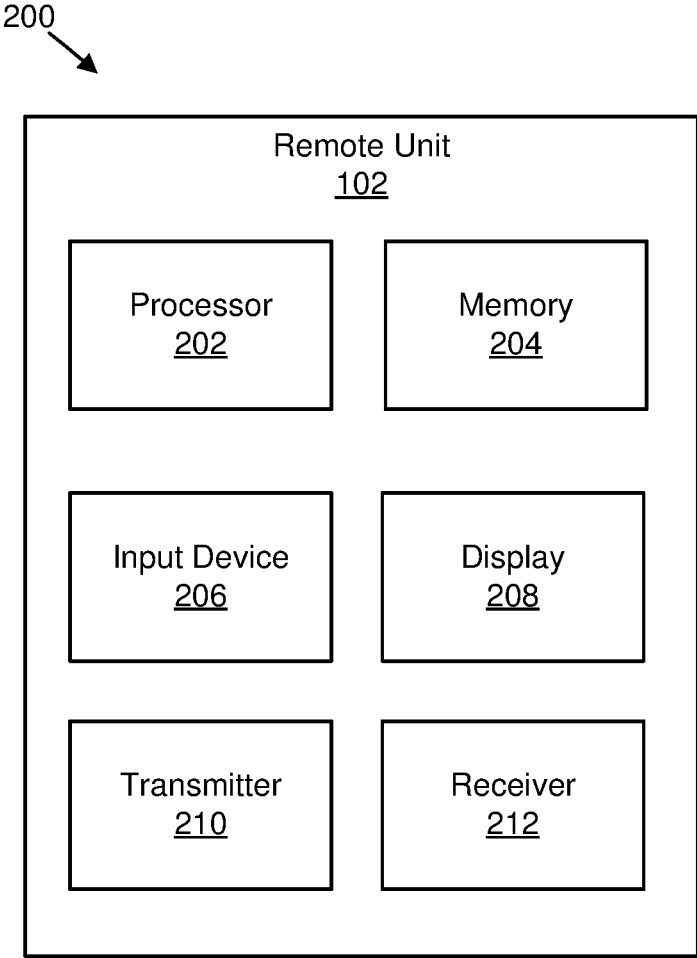 200
Remote Unit
102
Processor
202
Memory
204
Input Device
206
Display
208
Transmitter
210
Receiver
212